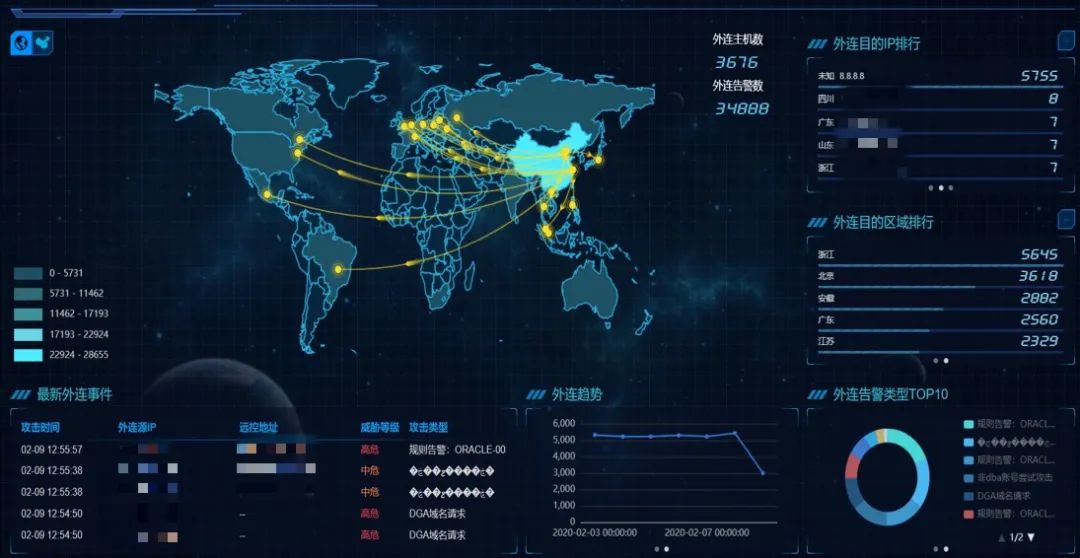 外连主机数
3676
外连告警数
34888
0 - 5731
5731 - 11462
11462 - 17193
17193 - 22924
22924 - 28655
外连目的IP排行
未知 8.8.8.8 5755
四川 8
广东 7
山东 7
浙江 7
外连目的区域排行
浙江 5645
北京 3618
安徽 2882
广东 2560
江苏 2329
最新外连事件
攻击时间 外连源IP 远控地址 威胁等级 攻击类型
02-09 12:55:57 高危 规则告警：ORACLE-00
02-09 12:55:38 中危
02-09 12:55:38 中危
02-09 12:54:50 -- 高危 DGA域名请求
02-09 12:54:50 -- 高危 DGA域名请求
外连趋势
6,000
5,000
4,000
3,000
2,000
1,000
0
2020-02-03 00:00:00 2020-02-07 00:00:00
外连告警类型TOP10
规则告警：ORACL...
规则告警：ORACL...
非dba账号尝试攻击
DGA域名请求
规则告警：ORACL...
1/2